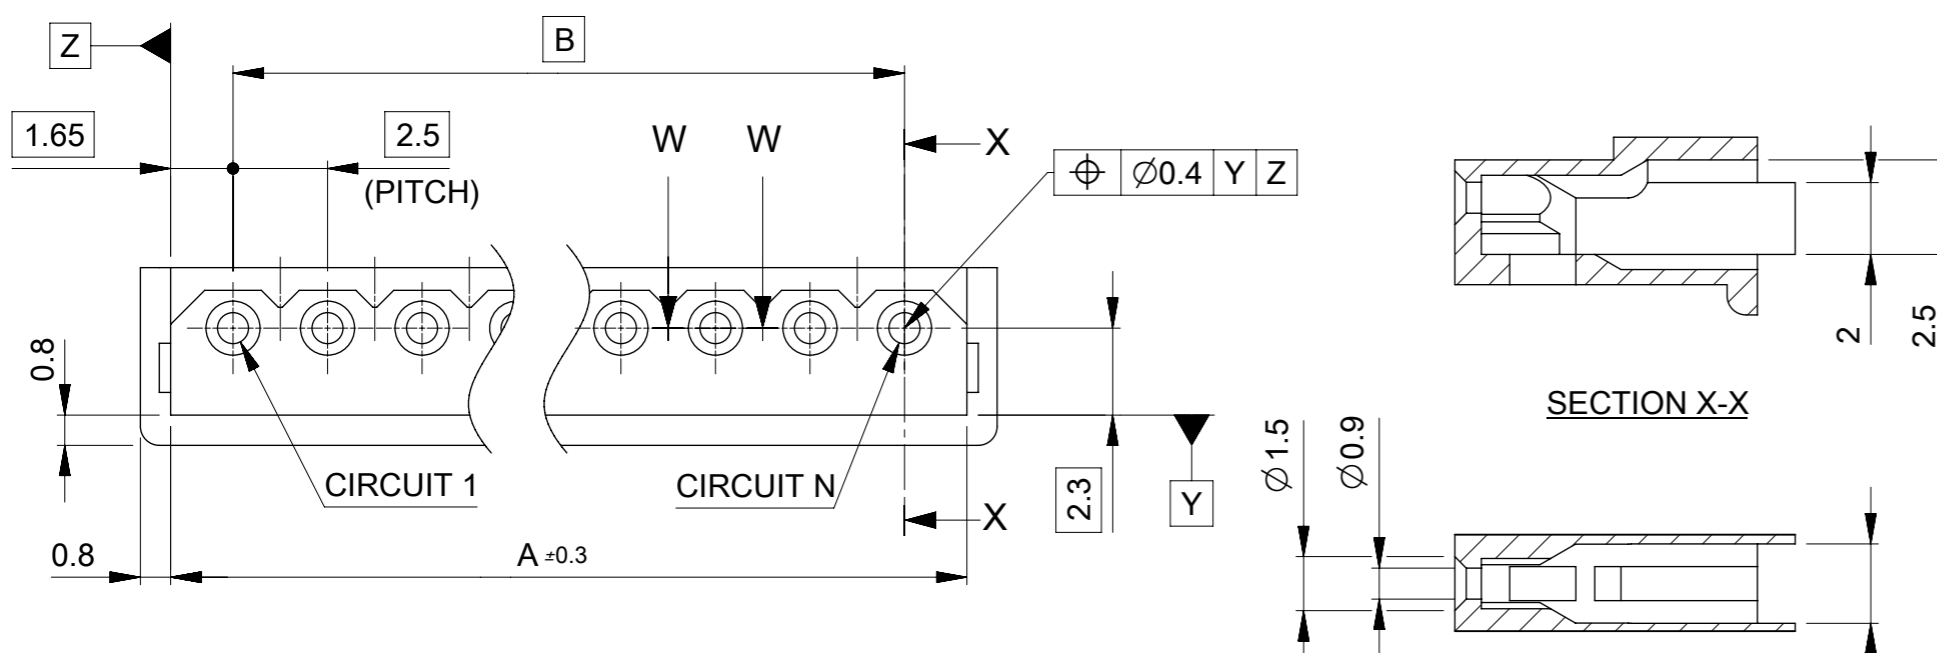 Z
B
1.65
2.5
(PITCH)
W
W
X
⌖ ∅0.4 Y Z
0.8
2
2.5
SECTION X-X
CIRCUIT 1
CIRCUIT N
2.3
Y
X
∅1.5
∅0.9
0.8
A ±0.3